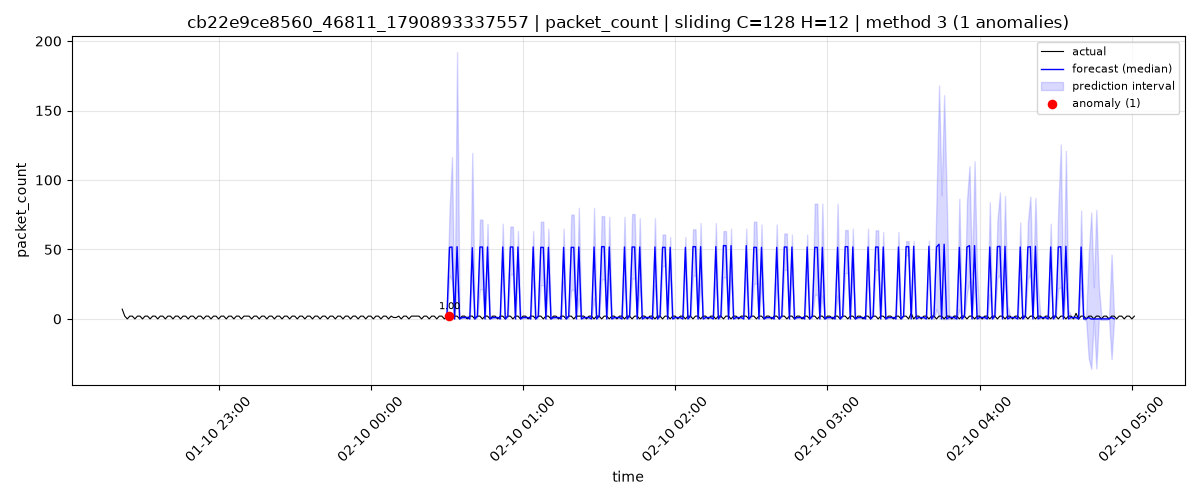 cb22e9ce8560_46811_1790893337557 | packet_count | sliding C=128 H=12 | method 3 (1 anomalies)
actual
forecast (median)
prediction interval
anomaly (1)
200
150
100
50
0
packet_count
1.00
01-10 23:00
02-10 00:00
02-10 01:00
02-10 02:00
02-10 03:00
02-10 04:00
02-10 05:00
time